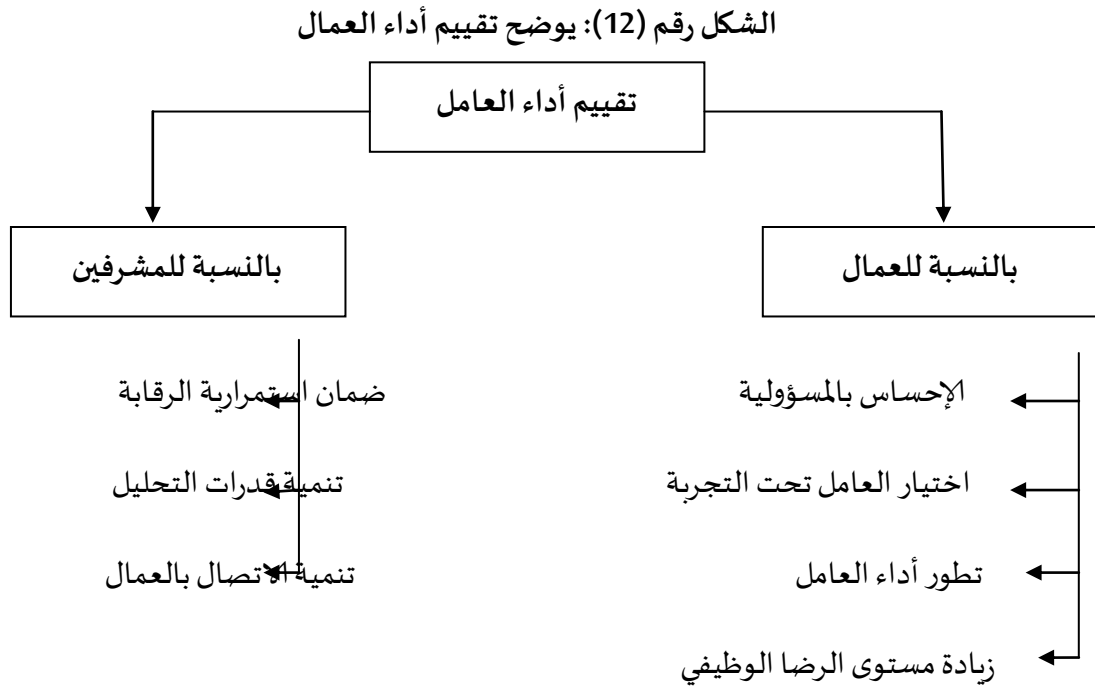 الشكل رقم (12): يوضح تقييم أداء العمال
تقييم أداء العامل
بالنسبة للعمال
بالنسبة للمشرفين
الإحساس بالمسؤولية
اختيار العامل تحت التجربة
تطور أداء العامل
زيادة مستوى الرضا الوظيفي
ضمان استمرارية الرقابة
تنمية قدرات التحليل
تنمية الاتصال بالعمال